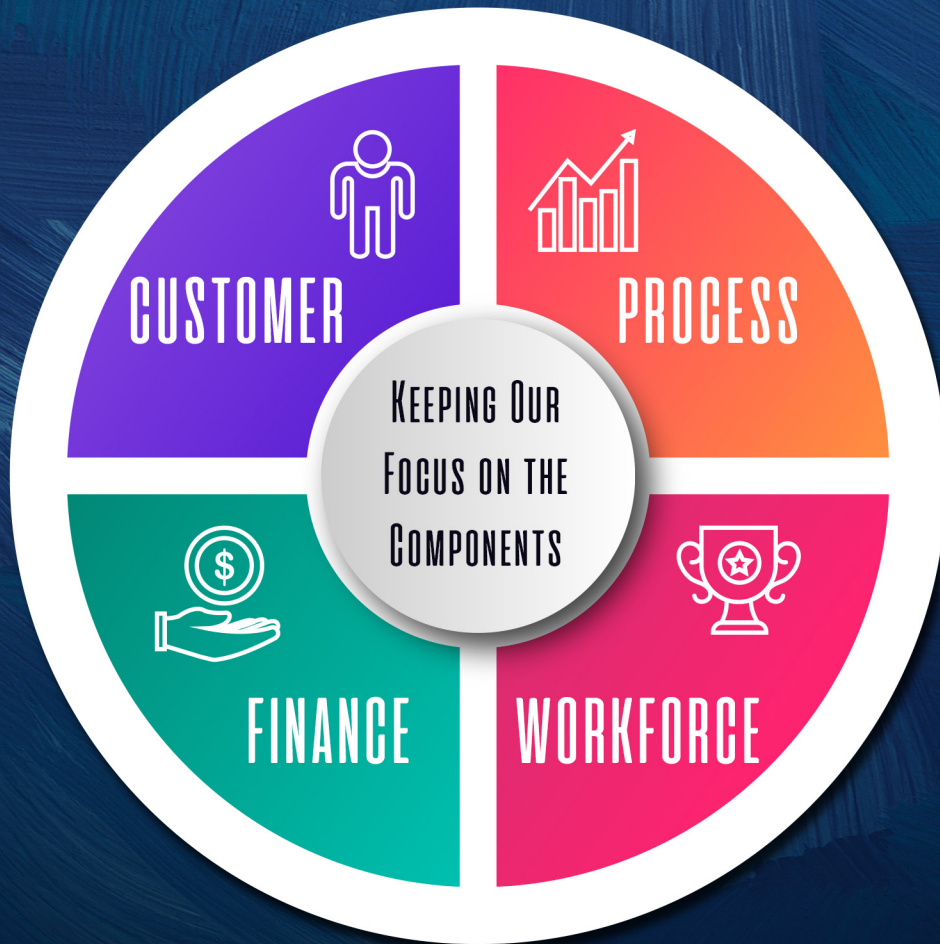 CUSTOMER
PROCESS
KEEPING OUR
FOCUS ON THE
COMPONENTS
$
FINANCE
WORKFORCE